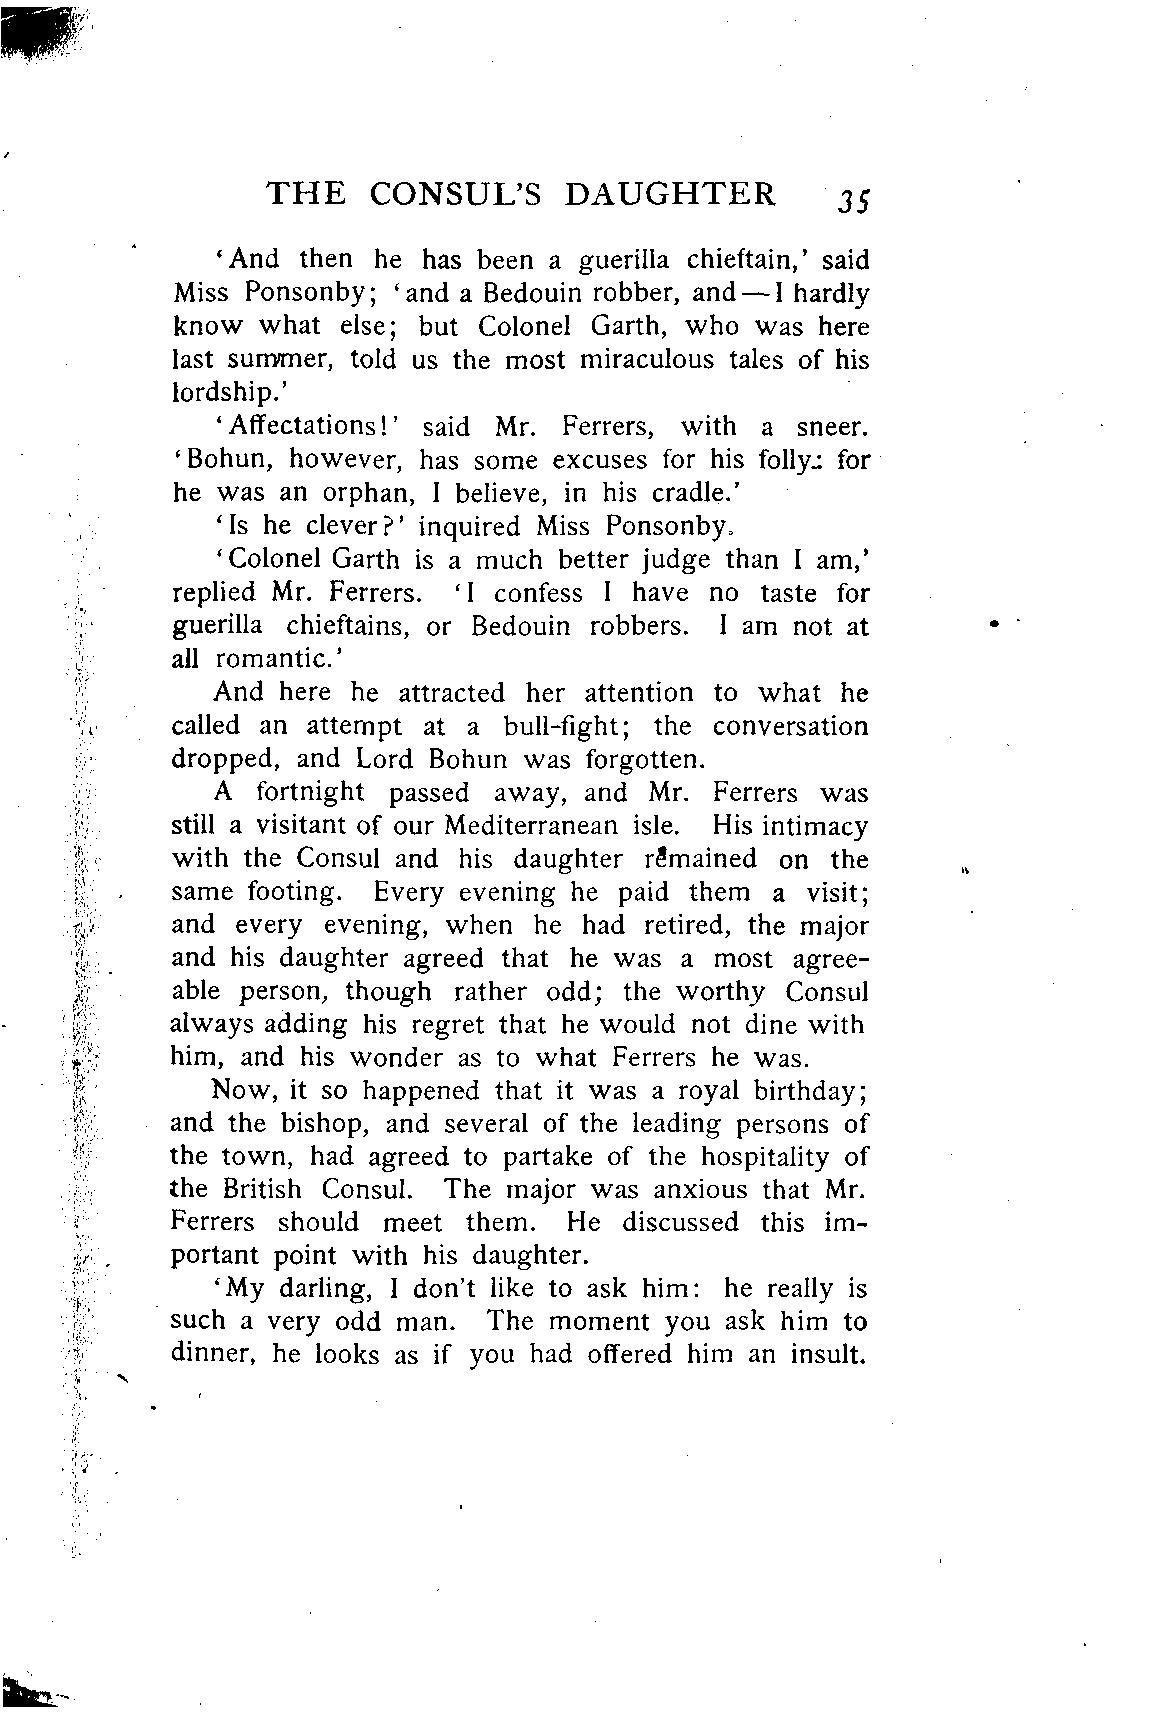 THE CONSUL'S DAUGHTER 35
‘And then he has been a guerilla chieftain,’ said
Miss Ponsonby; ‘and a Bedouin robber, and—I hardly
know what else; but Colonel Garth, who was here
last summer, told us the most miraculous tales of his
lordship.’
‘Affectations!’ said Mr. Ferrers, with a sneer.
‘Bohun, however, has some excuses for his folly; for
he was an orphan, I believe, in his cradle.’
‘Is he clever?’ inquired Miss Ponsonby.
‘Colonel Garth is a much better judge than I am,’
replied Mr. Ferrers. ‘I confess I have no taste for
guerilla chieftains, or Bedouin robbers. I am not at
all romantic.’
And here he attracted her attention to what he
called an attempt at a bull-fight; the conversation
dropped, and Lord Bohun was forgotten.
A fortnight passed away, and Mr. Ferrers was
still a visitant of our Mediterranean isle. His intimacy
with the Consul and his daughter remained on the
same footing. Every evening he paid them a visit;
and every evening, when he had retired, the major
and his daughter agreed that he was a most agree-
able person, though rather odd; the worthy Consul
always adding his regret that he would not dine with
him, and his wonder as to what Ferrers he was.
Now, it so happened that it was a royal birthday;
and the bishop, and several of the leading persons of
the town, had agreed to partake of the hospitality of
the British Consul. The major was anxious that Mr.
Ferrers should meet them. He discussed this im-
portant point with his daughter.
‘My darling, I don't like to ask him: he really is
such a very odd man. The moment you ask him to
dinner, he looks as if you had offered him an insult.